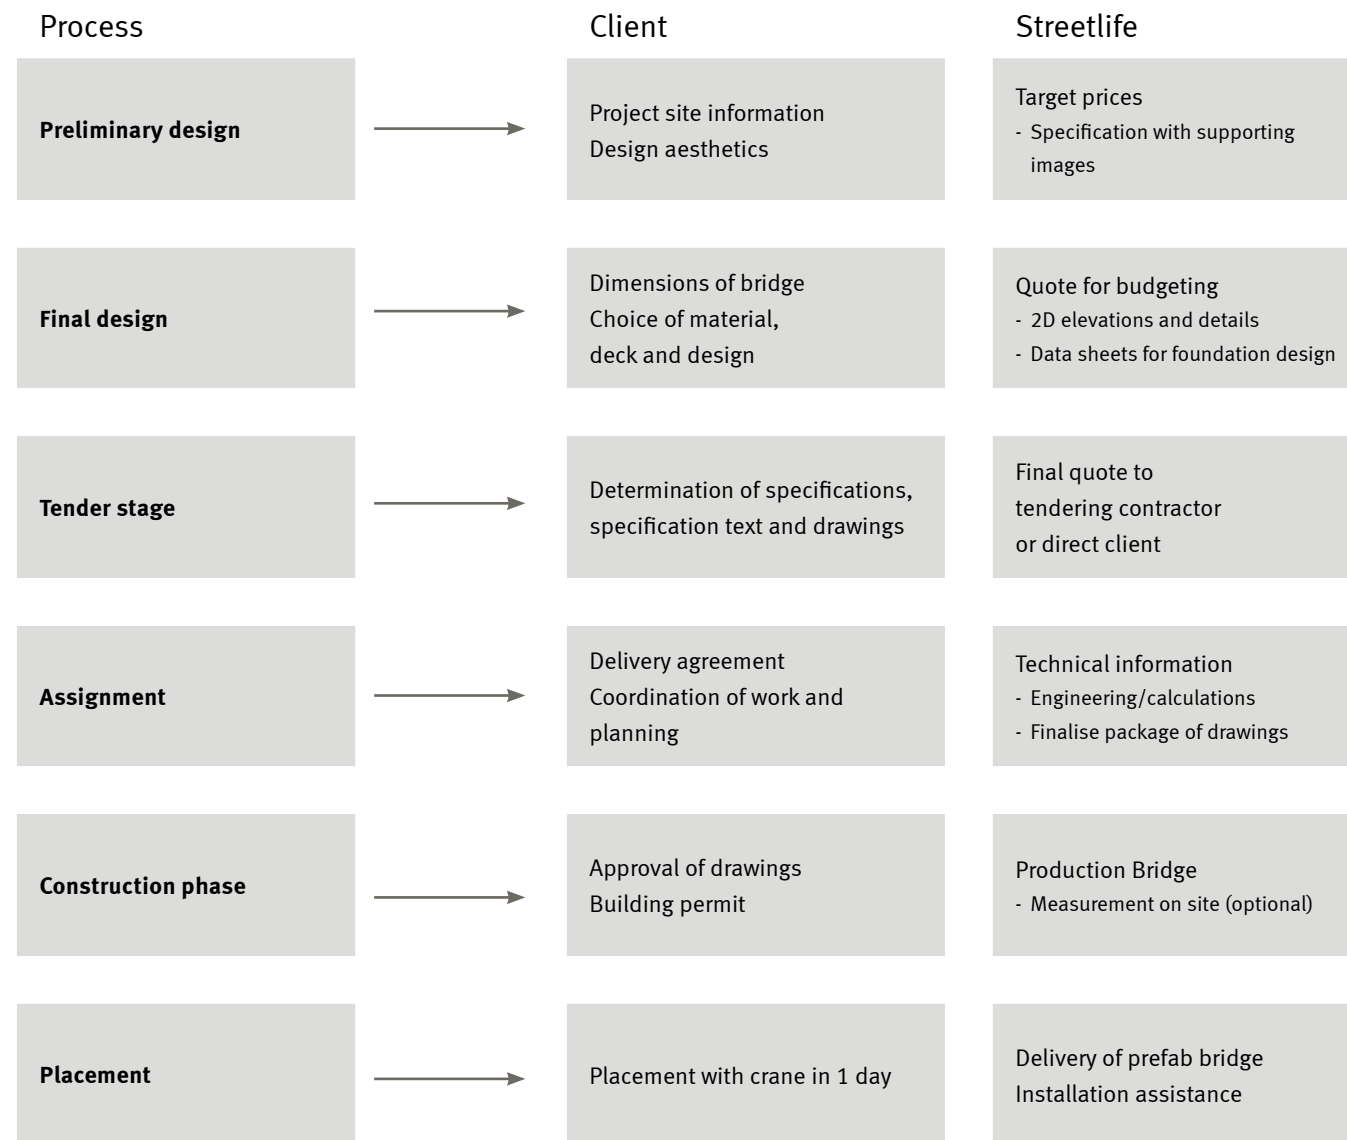 Process
Client
Streetlife
Preliminary design
Project site information
Design aesthetics
Target prices
- Specification with supporting
images
Final design
Dimensions of bridge
Choice of material,
deck and design
Quote for budgeting
- 2D elevations and details
- Data sheets for foundation design
Tender stage
Determination of specifications,
specification text and drawings
Final quote to
tendering contractor
or direct client
Assignment
Delivery agreement
Coordination of work and
planning
Technical information
- Engineering/calculations
- Finalise package of drawings
Construction phase
Approval of drawings
Building permit
Production Bridge
- Measurement on site (optional)
Placement
Placement with crane in 1 day
Delivery of prefab bridge
Installation assistance